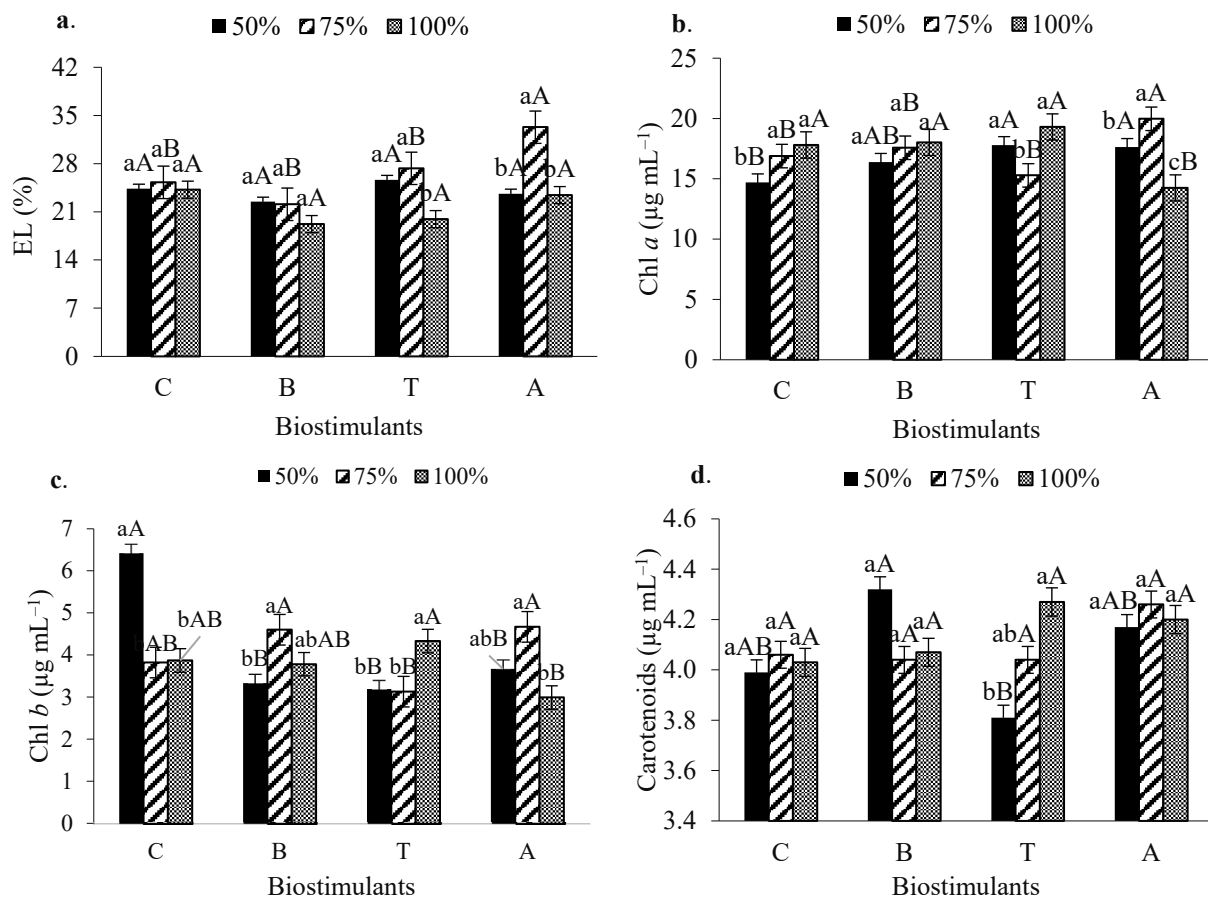 a.
50% 75% 100%
EL (%)
42
35
28
21
14
7
0
aA aB aA
aA aB aA
aA aB bA
bA aA bA
C B T A
Biostimulants
b.
50% 75% 100%
Chl a (µg mL−1)
25
20
15
10
5
0
bB aB aA
aAB aB aA
aA bB aA
bA aA cB
C B T A
Biostimulants
c.
50% 75% 100%
Chl b (µg mL−1)
7
6
5
4
3
2
1
0
aA bAB bAB
bB aA abAB
bB bB aA
abB aA bB
C B T A
Biostimulants
d.
50% 75% 100%
Carotenoids (µg mL−1)
4.6
4.4
4.2
4.0
3.8
3.6
3.4
aAB aA aA
aA aA aA
bB abA aA
aAB aA aA
C B T A
Biostimulants